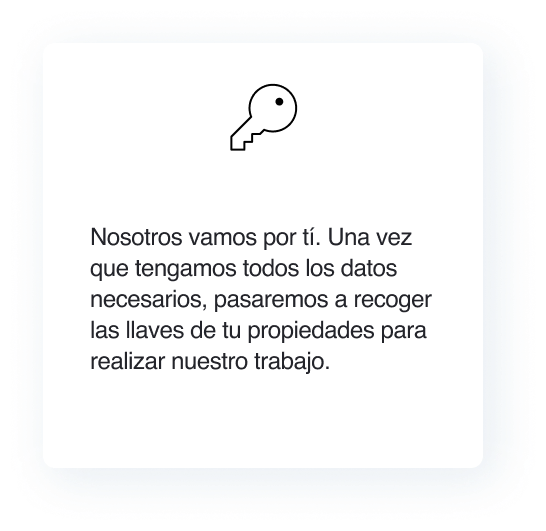 Nosotros vamos por tí. Una vez
que tengamos todos los datos
necesarios, pasaremos a recoger
las llaves de tu propiedades para
realizar nuestro trabajo.